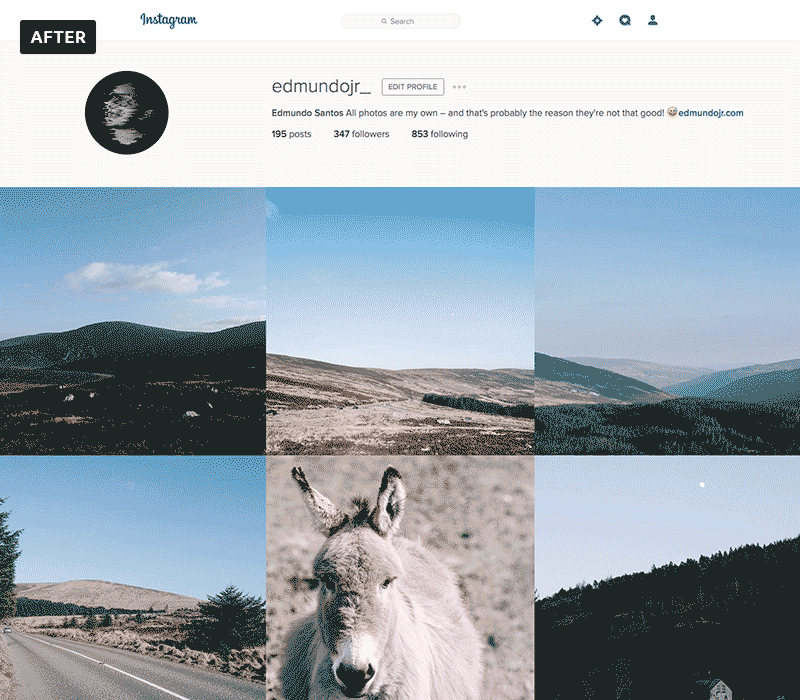 Instagram
Search
AFTER
edmundojr_ EDIT PROFILE
Edmundo Santos All photos are my own – and that's probably the reason they're not that good! 😅 edmundojr.com
195 posts 347 followers 853 following